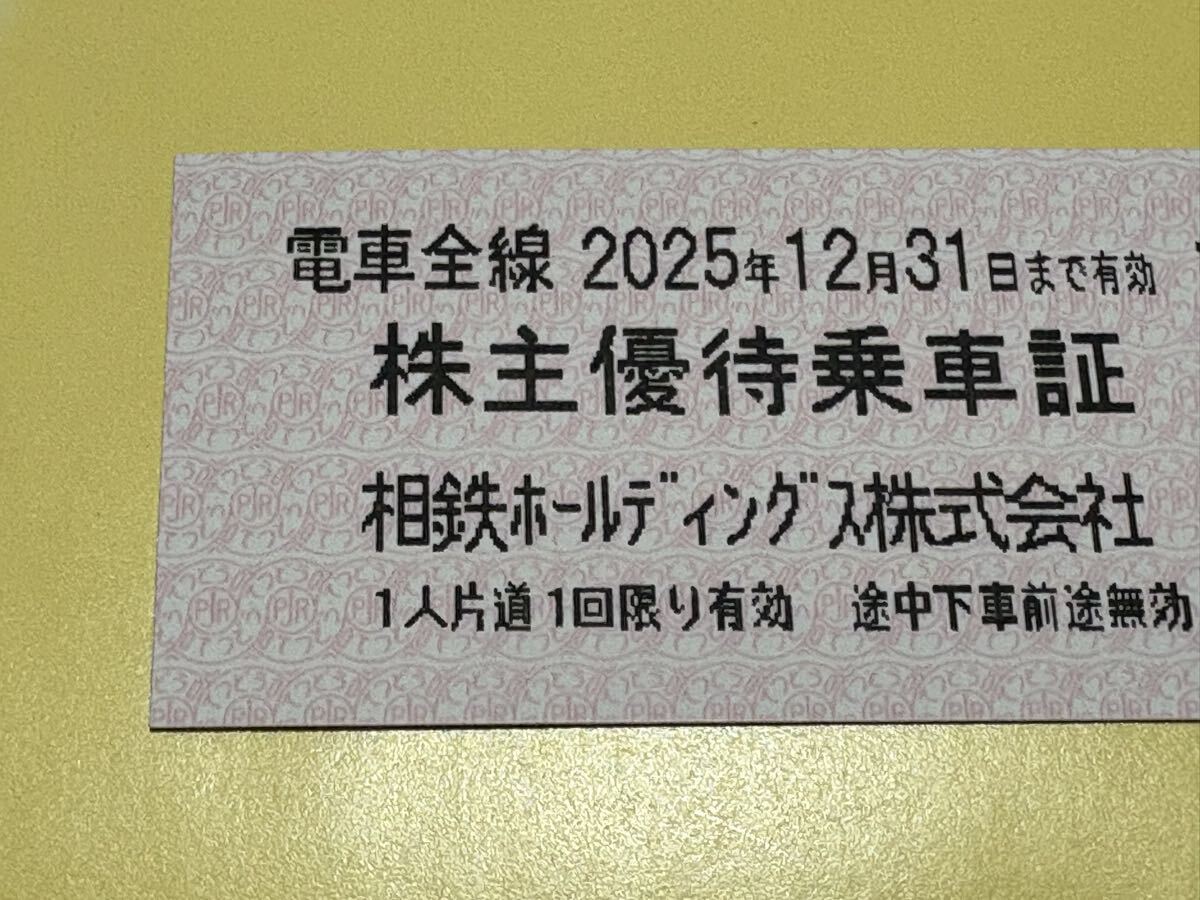 電車全線 2025年12月31日まで有効
株主優待乗車証
相鉄ホールディングス株式会社
1人片道1回限り有効 途中下車前途無効